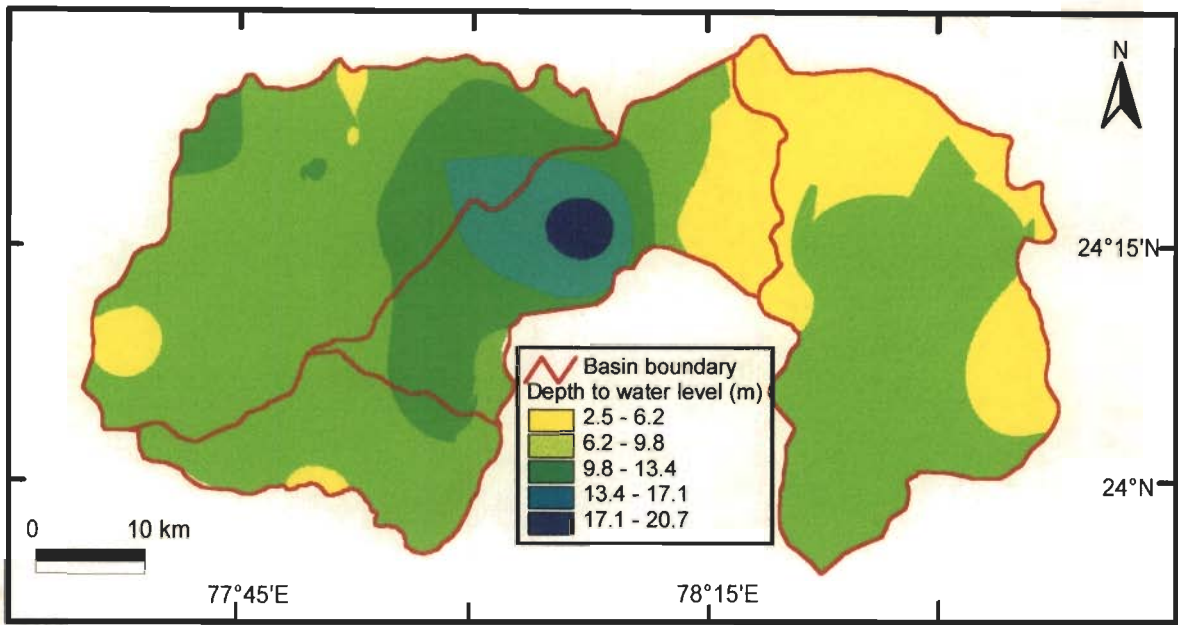 N
24°15'N
Basin boundary
Depth to water level (m)
2.5 - 6.2
6.2 - 9.8
9.8 - 13.4
13.4 - 17.1
17.1 - 20.7
24°N
0 10 km
77°45'E 78°15'E